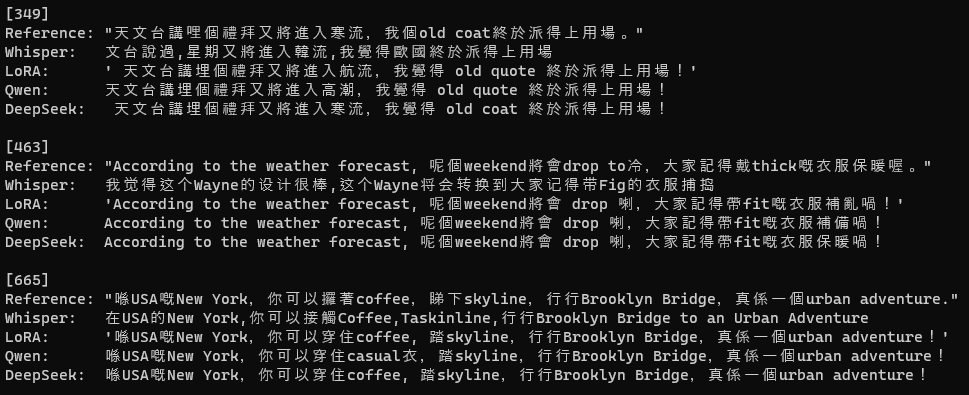 [349]
Reference: "天文台講哩個禮拜又將進入寒流, 我個old coat終於派得上用場。"
Whisper: 文台說過,星期又將進入韓流,我覺得歐國終於派得上用場
LoRA: ' 天文台講埋個禮拜又將進入航流, 我覺得 old quote 終於派得上用場!'
Qwen: 天文台講埋個禮拜又將進入高潮, 我覺得 old quote 終於派得上用場!
DeepSeek: 天文台講埋個禮拜又將進入寒流, 我覺得 old coat 終於派得上用場!
[463]
Reference: "According to the weather forecast, 呢個weekend將會drop to冷, 大家記得戴thick嘅衣服保暖喔。"
Whisper: 我觉得这个Wayne的设计很棒,这个Wayne将会转换到大家记得带Fig的衣服捕捣
LoRA: 'According to the weather forecast, 呢個weekend將會 drop 喇, 大家記得帶fit嘅衣服補亂喎!'
Qwen: According to the weather forecast, 呢個weekend將會 drop 喇, 大家記得帶fit嘅衣服補備喎!
DeepSeek: According to the weather forecast, 呢個weekend將會 drop 喇, 大家記得帶fit嘅衣服保暖喎!
[665]
Reference: "喺USA嘅New York, 你可以攞著coffee, 睇下skyline, 行行Brooklyn Bridge, 真係一個urban adventure."
Whisper: 在USA的New York,你可以接觸Coffee,Taskinline,行行Brooklyn Bridge to an Urban Adventure
LoRA: '喺USA嘅New York, 你可以穿住coffee, 踏skyline, 行行Brooklyn Bridge, 真係一個urban adventure!'
Qwen: 喺USA嘅New York, 你可以穿住casual衣, 踏skyline, 行行Brooklyn Bridge, 真係一個urban adventure!
DeepSeek: 喺USA嘅New York, 你可以穿住coffee, 踏skyline, 行行Brooklyn Bridge, 真係一個urban adventure!